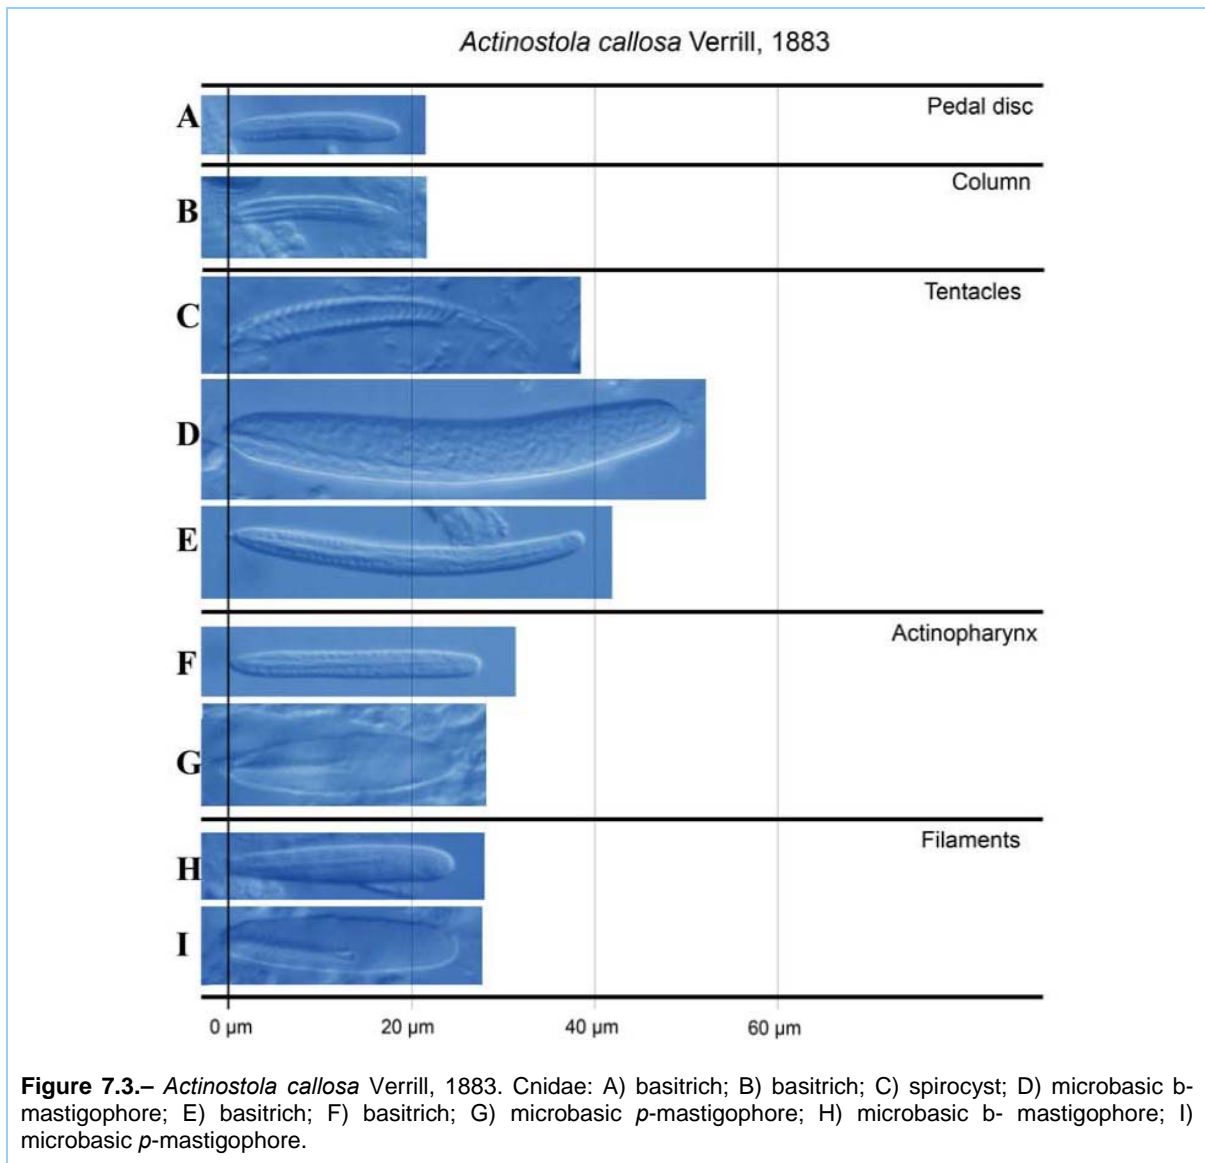 Actinostola callosa Verrill, 1883
A
Pedal disc
B
Column
C
Tentacles
D
E
F
Actinopharynx
G
H
Filaments
I
0 µm 20 µm 40 µm 60 µm
Figure 7.3.– Actinostola callosa Verrill, 1883. Cnidae: A) basitrich; B) basitrich; C) spirocyst; D) microbasic b-
mastigophore; E) basitrich; F) basitrich; G) microbasic p-mastigophore; H) microbasic b- mastigophore; I)
microbasic p-mastigophore.